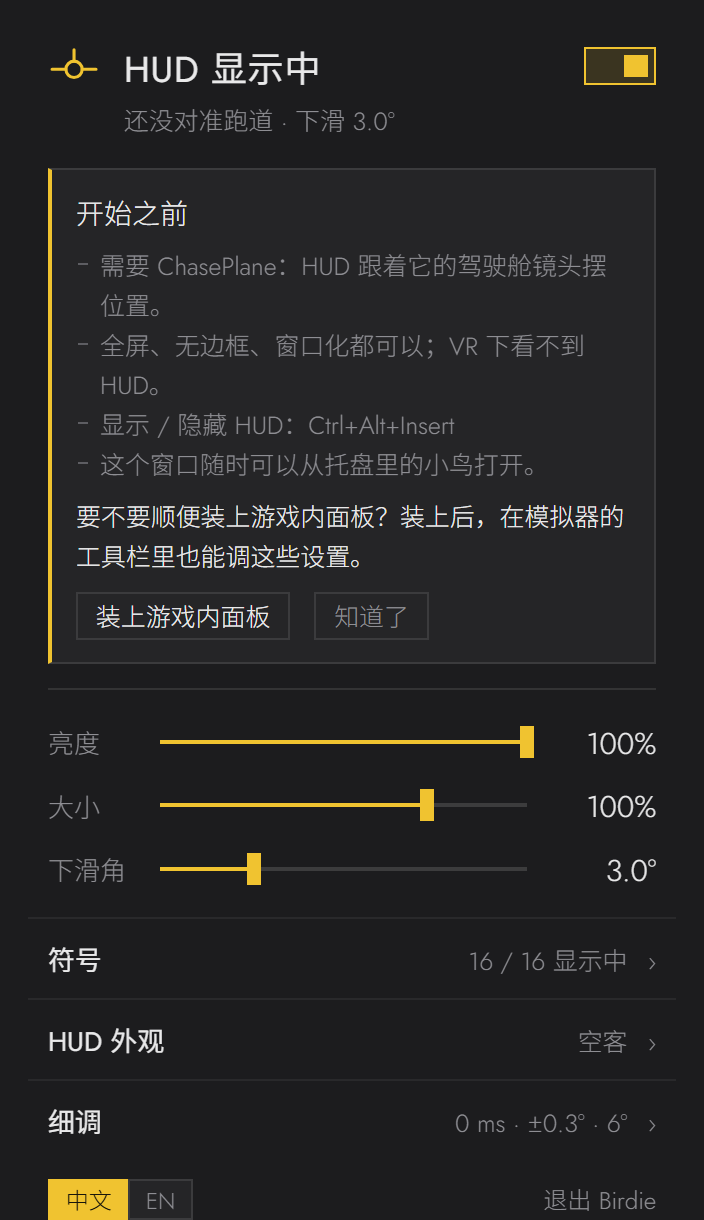 HUD 显示中
还没对准跑道 · 下滑 3.0°
开始之前
– 需要 ChasePlane：HUD 跟着它的驾驶舱镜头摆
位置。
– 全屏、无边框、窗口化都可以；VR 下看不到
HUD。
– 显示 / 隐藏 HUD：Ctrl+Alt+Insert
– 这个窗口随时可以从托盘里的小鸟打开。
要不要顺便装上游戏内面板？装上后，在模拟器的
工具栏里也能调这些设置。
装上游戏内面板 知道了
亮度 100%
大小 100%
下滑角 3.0°
符号 16 / 16 显示中 ›
HUD 外观 空客 ›
细调 0 ms · ±0.3° · 6° ›
中文 EN 退出 Birdie